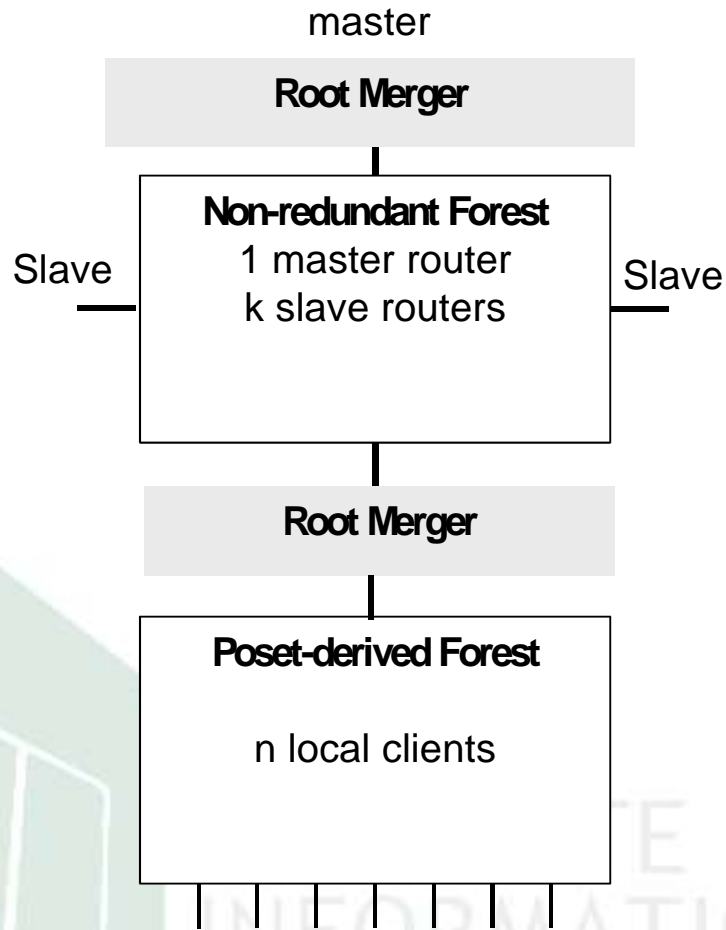 master
Root Merger
Non-redundant Forest
1 master router
k slave routers
Slave
Slave
Root Merger
Poset-derived Forest
n local clients